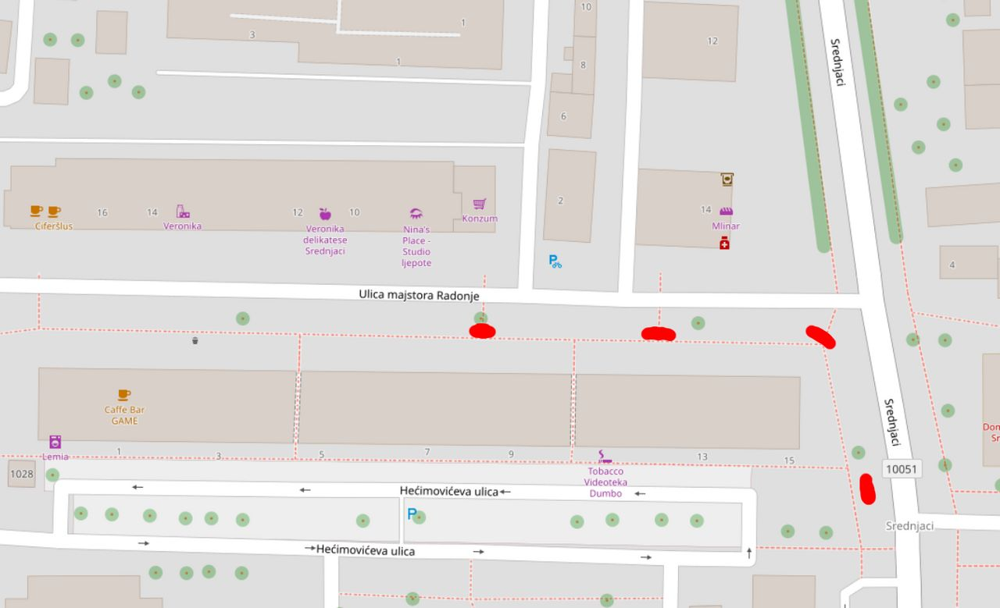 10
3
1
12
Srednjaci
1
8
6
2
14
16
14
12
10
Ciferšlus
Veronika
Veronika
delikatese
Srednjaci
Nina's
Place -
Studio
ljepote
Konzum
Mlinar
4
Ulica majstora Radonje
P
Caffe Bar
GAME
Srednjaci
Dom
Sr
Lemia
1
3
5
7
9
13
15
1028
10051
Tobacco
Videoteka
Dumbo
Hećimovićeva ulica
P
Srednjaci
Hećimovićeva ulica